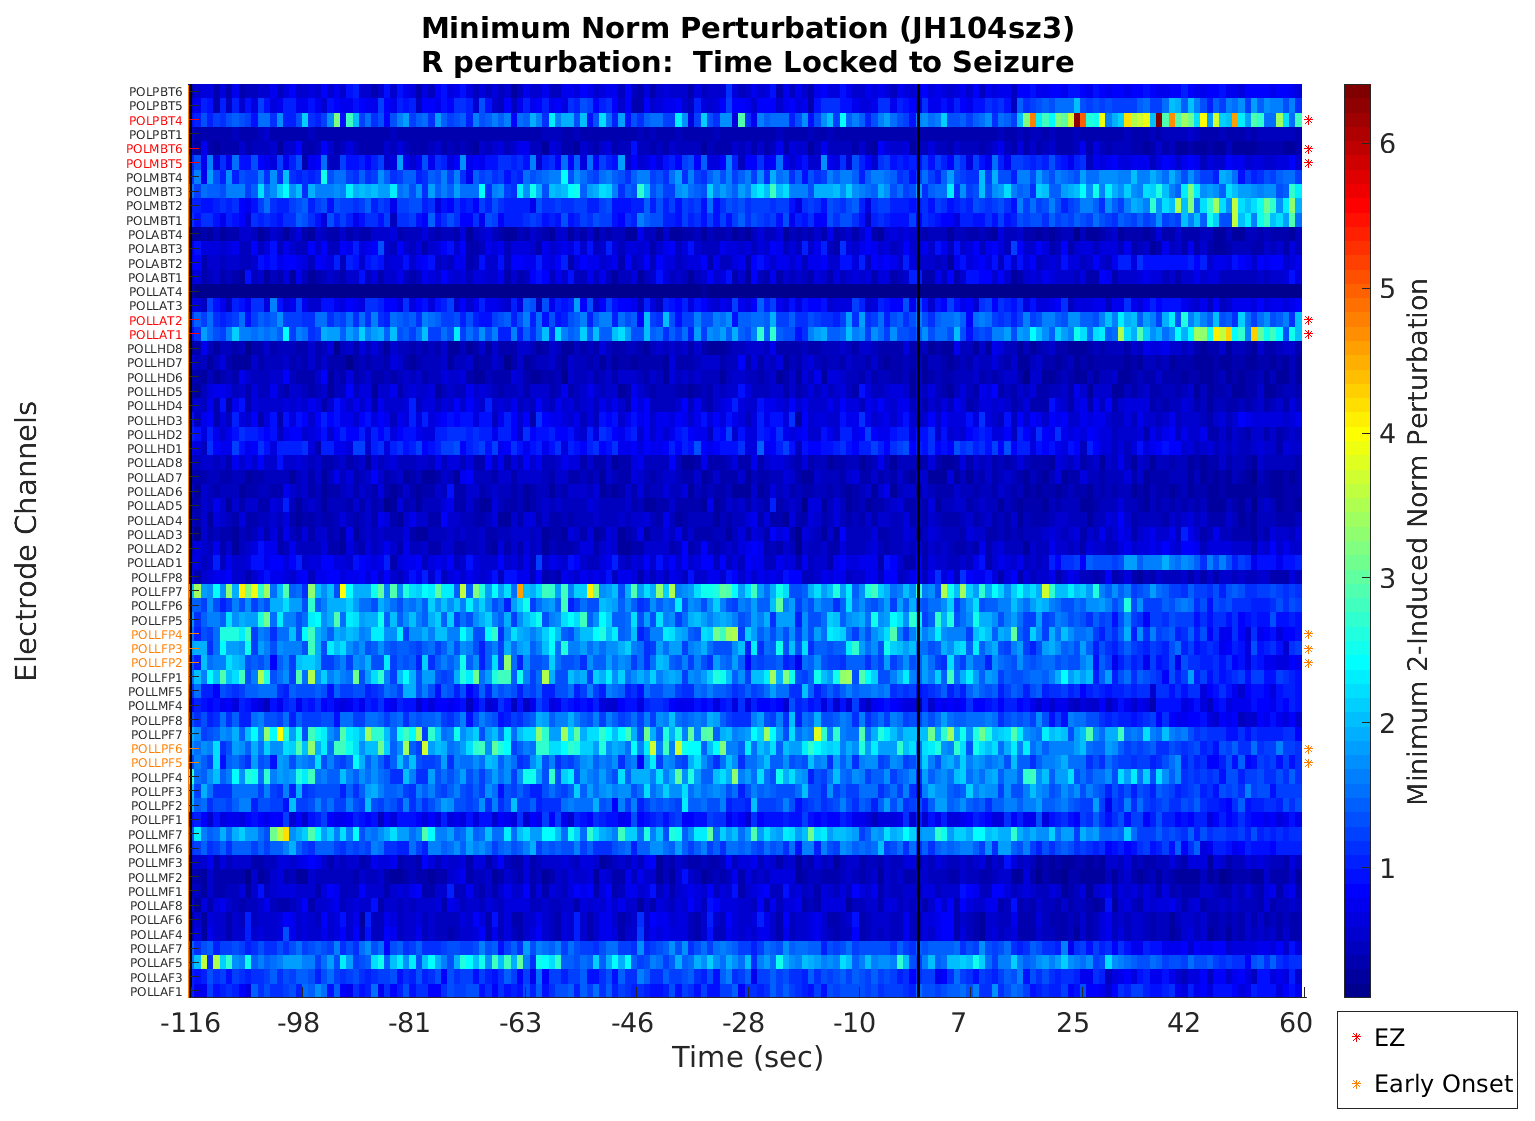 Minimum Norm Perturbation (JH104sz3)
R perturbation:  Time Locked to Seizure
Electrode Channels
POLPBT6
POLPBT5
POLPBT4
POLPBT1
POLMBT6
POLMBT5
POLMBT4
POLMBT3
POLMBT2
POLMBT1
POLABT4
POLABT3
POLABT2
POLABT1
POLLAT4
POLLAT3
POLLAT2
POLLAT1
POLLHD8
POLLHD7
POLLHD6
POLLHD5
POLLHD4
POLLHD3
POLLHD2
POLLHD1
POLLAD8
POLLAD7
POLLAD6
POLLAD5
POLLAD4
POLLAD3
POLLAD2
POLLAD1
POLLFP8
POLLFP7
POLLFP6
POLLFP5
POLLFP4
POLLFP3
POLLFP2
POLLFP1
POLLMF5
POLLMF4
POLLPF8
POLLPF7
POLLPF6
POLLPF5
POLLPF4
POLLPF3
POLLPF2
POLLPF1
POLLMF7
POLLMF6
POLLMF3
POLLMF2
POLLMF1
POLLAF8
POLLAF6
POLLAF4
POLLAF7
POLLAF5
POLLAF3
POLLAF1
-116 -98 -81 -63 -46 -28 -10 7 25 42 60
Time (sec)
6
5
4
3
2
1
Minimum 2-Induced Norm Perturbation
EZ
Early Onset